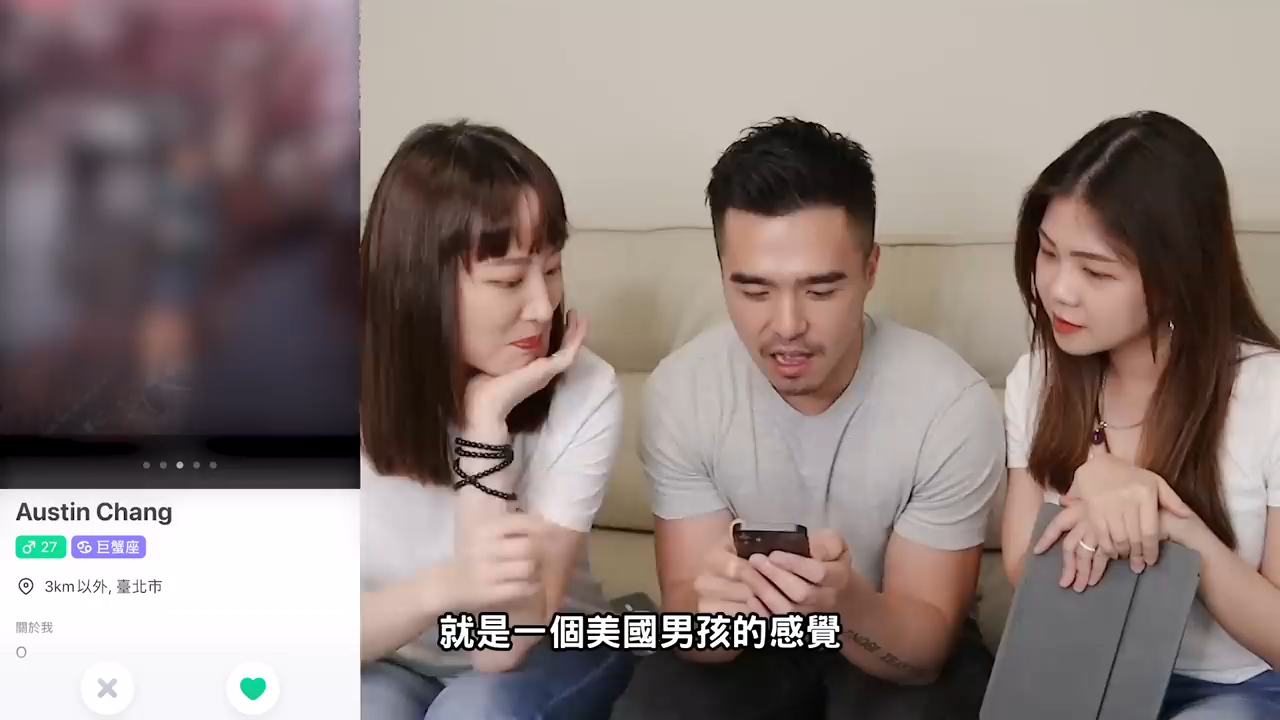 Austin Chang
♂ 27 ♋ 巨蟹座
3km以外, 臺北市
關於我
O
就是一個美國男孩的感覺